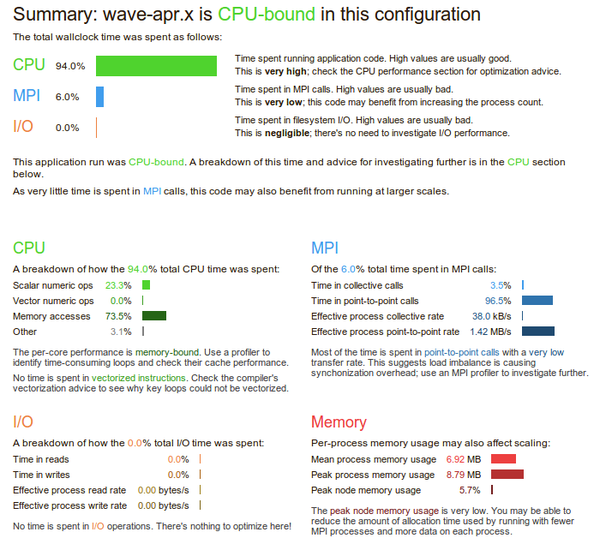 Summary: wave-apr.x is CPU-bound in this configuration
The total wallclock time was spent as follows:
CPU 94.0% Time spent running application code. High values are usually good.
This is very high; check the CPU performance section for optimization advice.
MPI 6.0% Time spent in MPI calls. High values are usually bad.
This is very low; this code may benefit from increasing the process count.
I/O 0.0% Time spent in filesystem I/O. High values are usually bad.
This is negligible; there's no need to investigate I/O performance.
This application run was CPU-bound. A breakdown of this time and advice for investigating further is in the CPU section
below.
As very little time is spent in MPI calls, this code may also benefit from running at larger scales.
CPU
A breakdown of how the 94.0% total CPU time was spent:
Scalar numeric ops 23.3%
Vector numeric ops 0.0%
Memory accesses 73.5%
Other 3.1%
The per-core performance is memory-bound. Use a profiler to
identify time-consuming loops and check their cache performance.
No time is spent in vectorized instructions. Check the compiler's
vectorization advice to see why key loops could not be vectorized.
MPI
Of the 6.0% total time spent in MPI calls:
Time in collective calls 3.5%
Time in point-to-point calls 96.5%
Effective process collective rate 38.0 kB/s
Effective process point-to-point rate 1.42 MB/s
Most of the time is spent in point-to-point calls with a very low
transfer rate. This suggests load imbalance is causing
synchonization overhead; use an MPI profiler to investigate further.
I/O
A breakdown of how the 0.0% total I/O time was spent:
Time in reads 0.0%
Time in writes 0.0%
Effective process read rate 0.00 bytes/s
Effective process write rate 0.00 bytes/s
No time is spent in I/O operations. There's nothing to optimize here!
Memory
Per-process memory usage may also affect scaling:
Mean process memory usage 6.92 MB
Peak process memory usage 8.79 MB
Peak node memory usage 5.7%
The peak node memory usage is very low. You may be able to
reduce the amount of allocation time used by running with fewer
MPI processes and more data on each process.